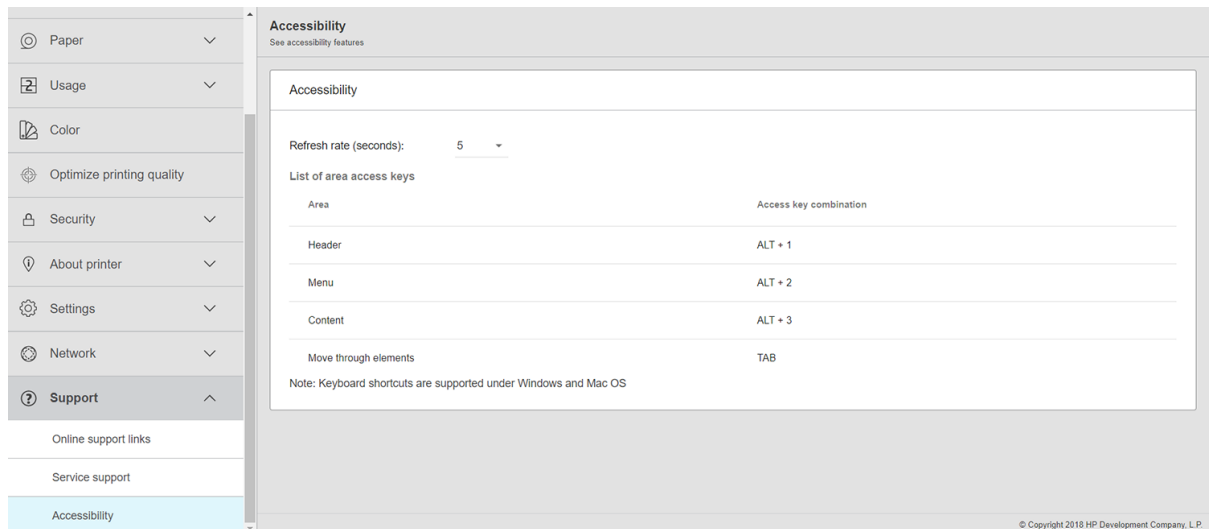 Paper
Usage
Color
Optimize printing quality
Security
About printer
Settings
Network
Support
Online support links
Service support
Accessibility
Accessibility
See accessibility features
Accessibility
Refresh rate (seconds): 5
List of area access keys
Area Access key combination
Header ALT + 1
Menu ALT + 2
Content ALT + 3
Move through elements TAB
Note: Keyboard shortcuts are supported under Windows and Mac OS
© Copyright 2018 HP Development Company, L.P.